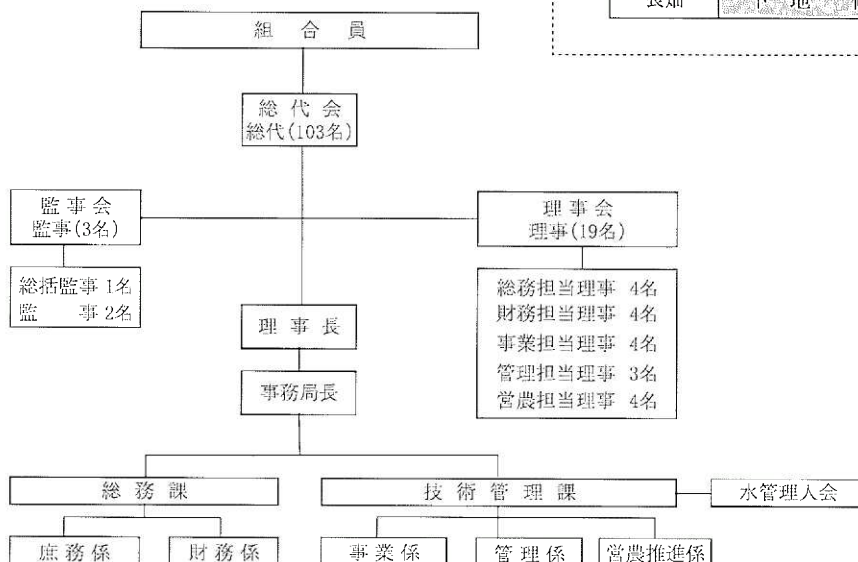 組合員
総代会
総代(103名)
監事会
監事(3名)
理事会
理事(19名)
総括監事 1名
監 事 2名
総務担当理事 4名
財務担当理事 4名
事業担当理事 4名
管理担当理事 3名
営農担当理事 4名
理事長
事務局長
総務課
技術管理課
水管理人会
庶務係
財務係
事業係
管理係
営農推進係